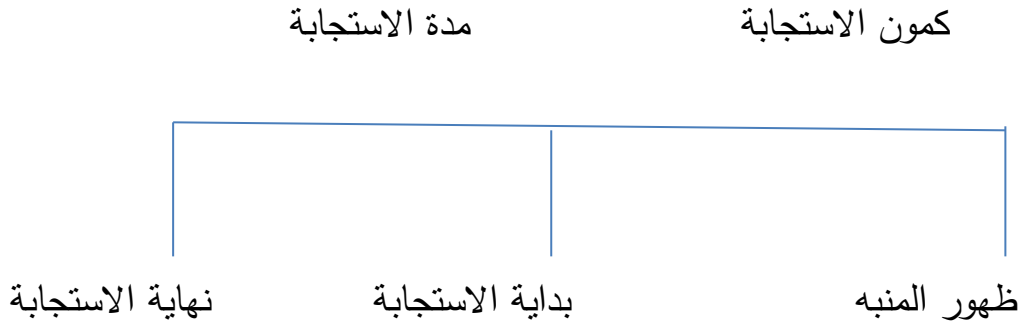 كمون الاستجابة مدة الاستجابة
ظهور المنبه بداية الاستجابة نهاية الاستجابة